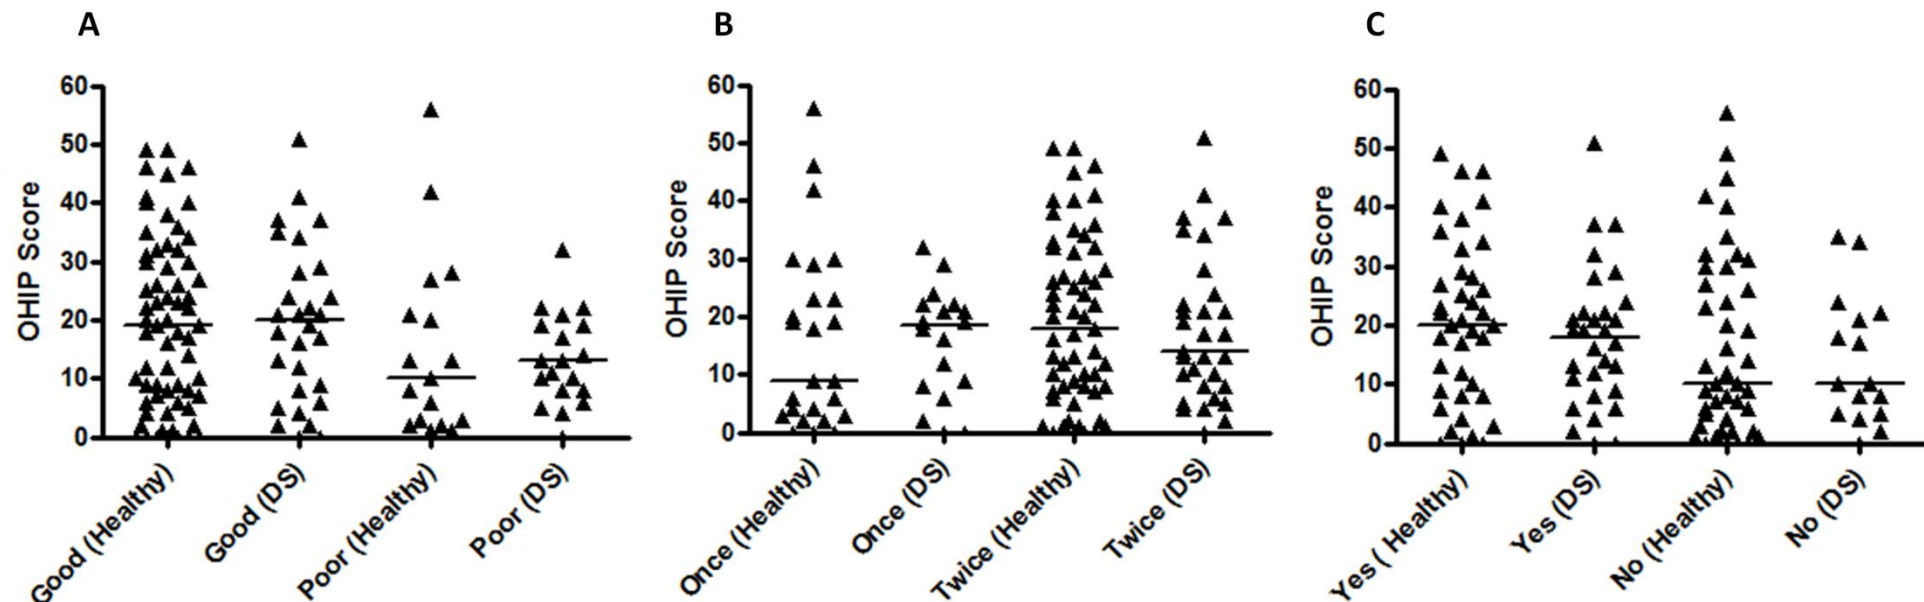 A
OHIP Score
60
50
40
30
20
10
0
Good (Healthy)
Good (DS)
Poor (Healthy)
Poor (DS)
B
OHIP Score
60
50
40
30
20
10
0
Once (Healthy)
Once (DS)
Twice (Healthy)
Twice (DS)
C
OHIP Score
60
50
40
30
20
10
0
Yes ( Healthy)
Yes (DS)
No (Healthy)
No (DS)